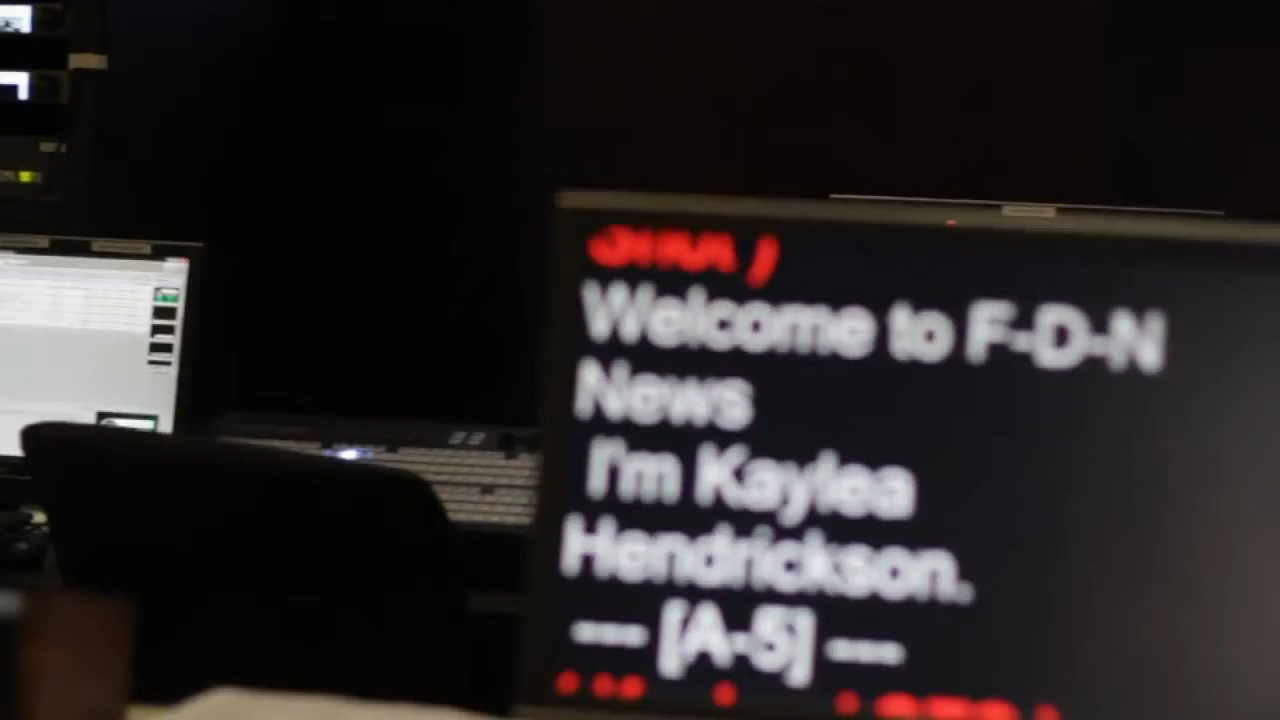 Welcome to F-D-N
News
I'm Kaylea
Hendrickson.
--- [A-5] ---